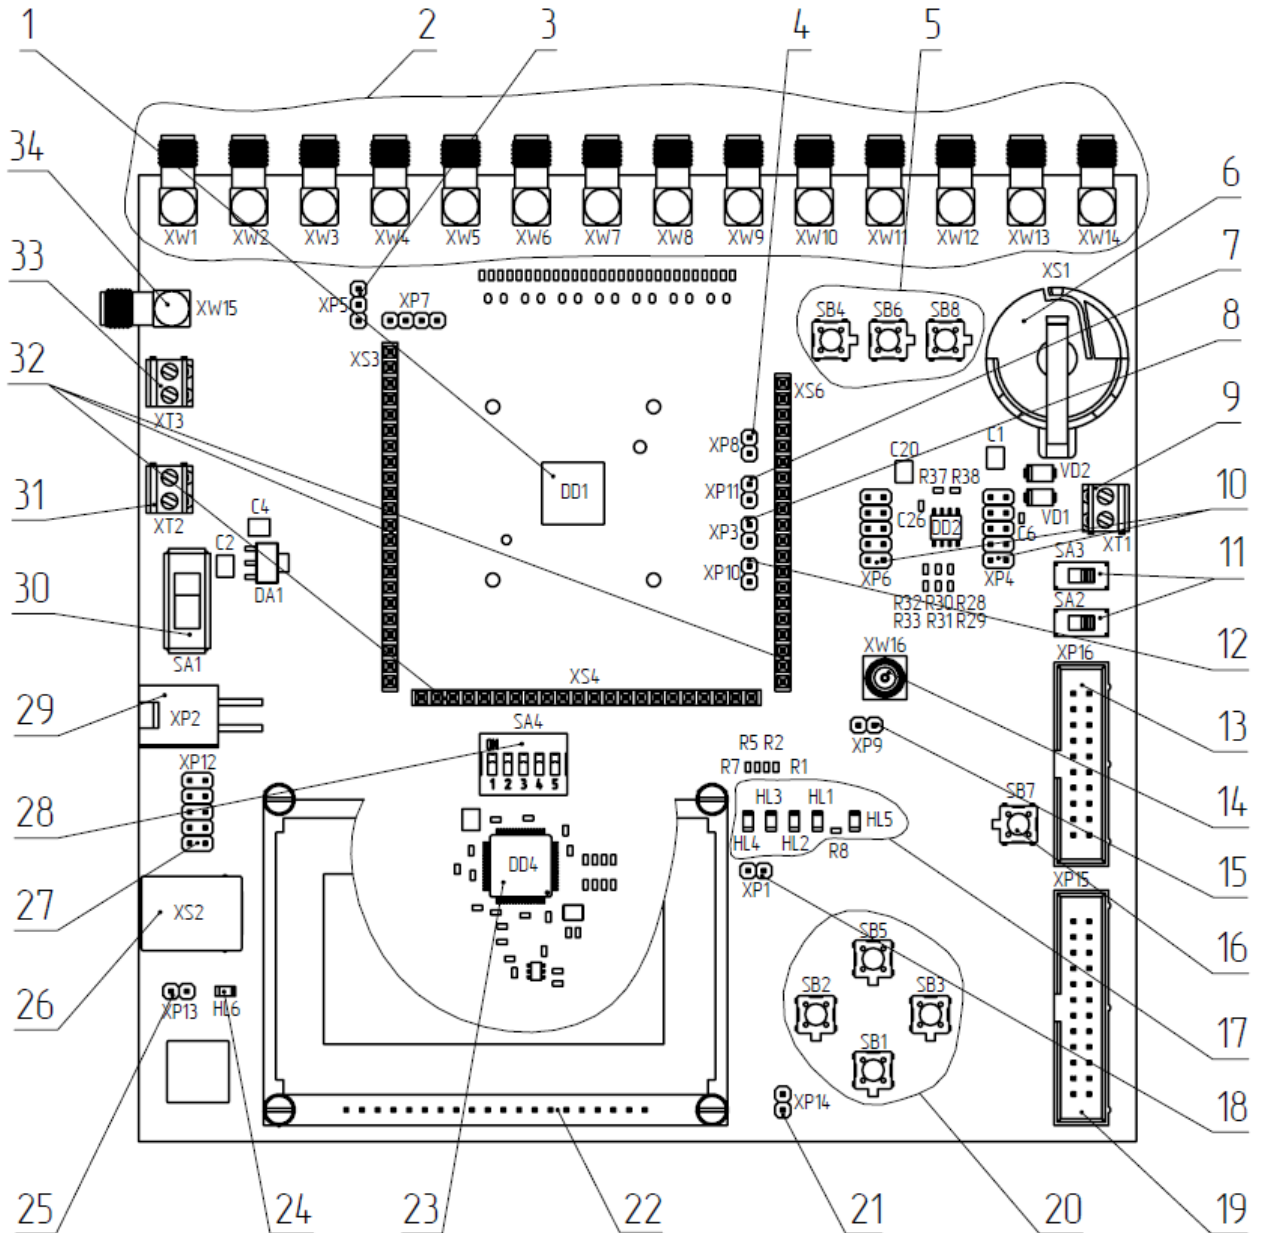 1 2 3 4 5
34
6
XW1 XW2 XW3 XW4 XW5 XW6 XW7 XW8 XW9 XW10 XW11 XW12 XW13 XW14
33
7
XS1
XW15 XP5 XP7 SB4 SB6 SB8
8
32
XS3 XS6
9
XT3
XP8
C20 C1
R37 R38 VD2
31
XT2 C4 DD1 XP11 C26 DD2 C6 VD1 XT1
10
XP3
C2
XP6 XP4 SA3
11
30
DA1 XP10
R32 R30 R28
R33 R31 R29
SA2
SA1
XW16 XP16
12
XS4
29
XP2
SA4
XP9
13
XP12
R5 R2
R7 R1
ON
1 2 3 4 5
28
HL3 HL1
SB7
14
HL5
HL4 HL2 R8
DD4
XP1 XP15
15
27
XS2
SB5
16
26
XP13 HL6
SB2 SB3
17
SB1
XP14
18
25 24 23 22 21 20 19